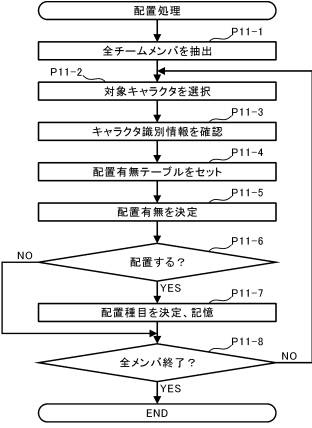 配置処理
P11-1
全チームメンバを抽出
P11-2
対象キャラクタを選択
P11-3
キャラクタ識別情報を確認
P11-4
配置有無テーブルをセット
P11-5
配置有無を決定
P11-6
配置する?
NO
YES
P11-7
配置種目を決定、記憶
P11-8
全メンバ終了?
NO
YES
END